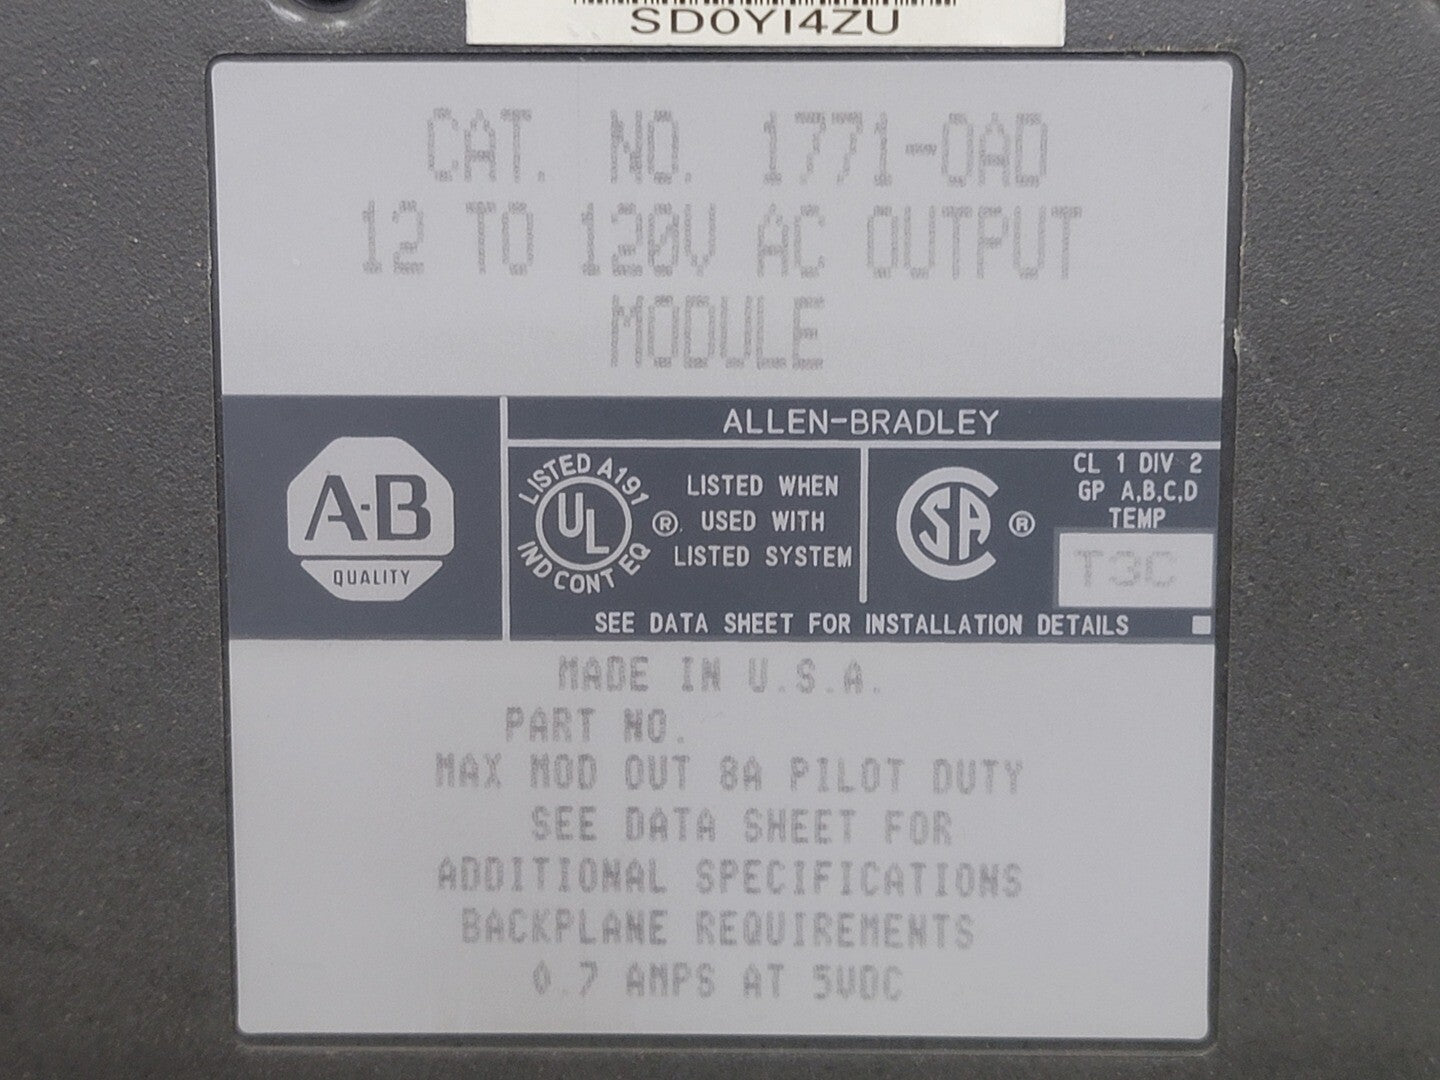 SD0YI4ZU
CAT. NO. 1771-OAD
12 TO 120V AC OUTPUT
MODULE
ALLEN-BRADLEY
A-B
QUALITY
LISTED A191
UL
IND CONT EQ
®
LISTED WHEN
USED WITH
LISTED SYSTEM
CSA
®
CL 1 DIV 2
GP A,B,C,D
TEMP
T3C
SEE DATA SHEET FOR INSTALLATION DETAILS
MADE IN U.S.A.
PART NO.
MAX MOD OUT 8A PILOT DUTY
SEE DATA SHEET FOR
ADDITIONAL SPECIFICATIONS
BACKPLANE REQUIREMENTS
0.7 AMPS AT 5VDC